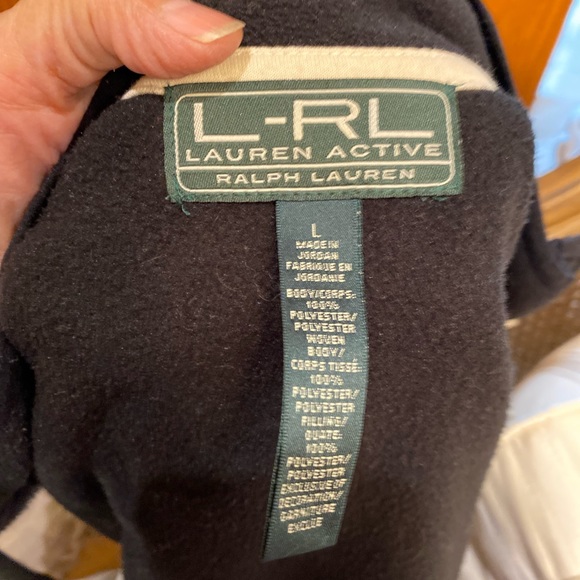 L-RL
LAUREN ACTIVE
RALPH LAUREN
L
MADE IN
JORDAN
FABRIQUE EN
JORDANIE
BODY/CORPS:
100%
POLYESTER/
POLYESTER
WOVEN
BODY/
CORPS TISSÉ:
100%
POLYESTER/
POLYESTER
FILLING/
OUATE:
100%
POLYESTER/
POLYESTER
EXCLUSIVE OF
DECORATION/
GARNITURE
EXCLUE